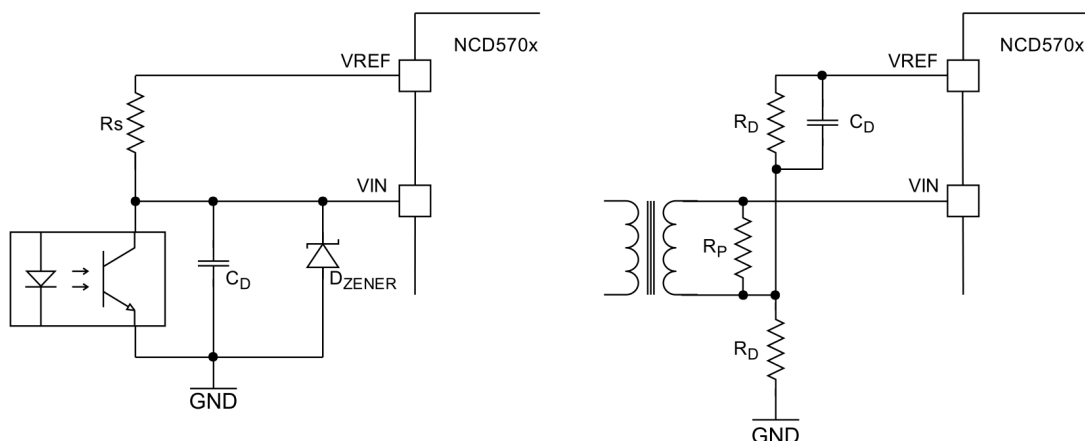 NCD570x
VREF
Rs
VIN
CD
DZENER
GND
NCD570x
VREF
RD
CD
VIN
RP
RD
GND